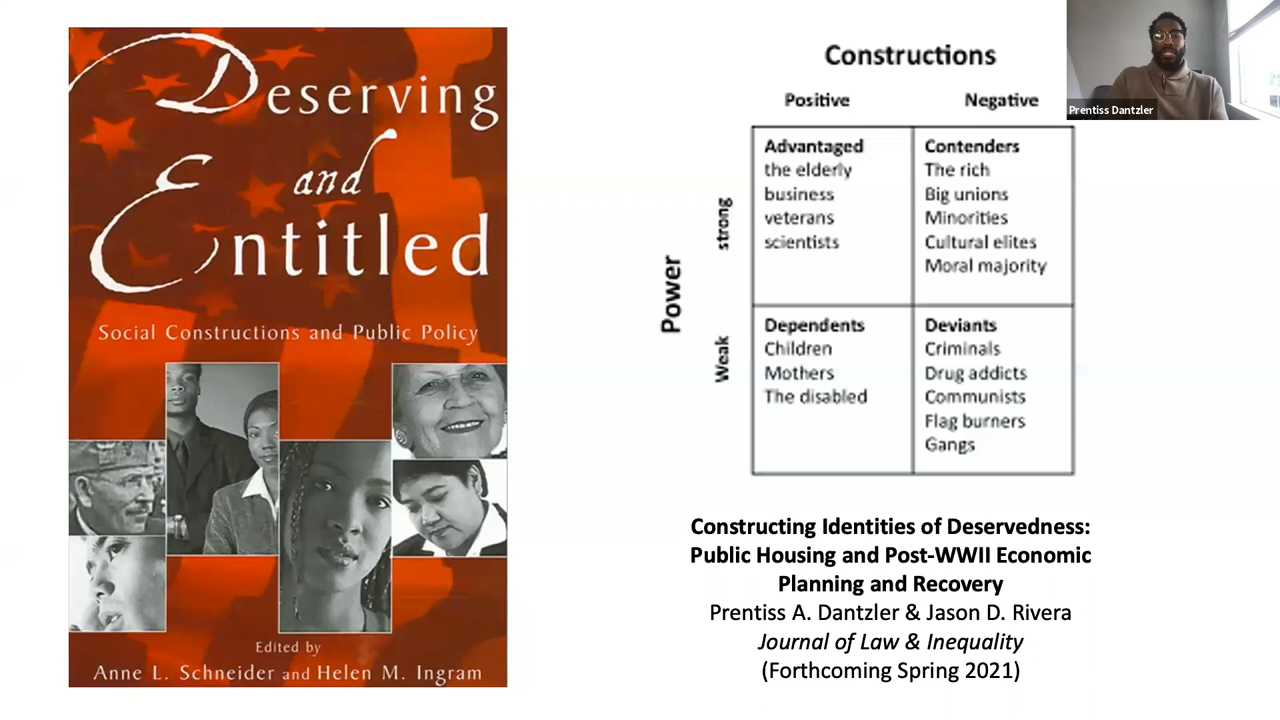 Deserving
and
Entitled
Social Constructions and Public Policy
Edited by
Anne L. Schneider and Helen M. Ingram
Constructions
Positive
Negative
Power
strong
Weak
Advantaged
the elderly
business
veterans
scientists
Contenders
The rich
Big unions
Minorities
Cultural elites
Moral majority
Dependents
Children
Mothers
The disabled
Deviants
Criminals
Drug addicts
Communists
Flag burners
Gangs
Constructing Identities of Deservedness:
Public Housing and Post-WWII Economic
Planning and Recovery
Prentiss A. Dantzler & Jason D. Rivera
Journal of Law & Inequality
(Forthcoming Spring 2021)
Prentiss Dantzler